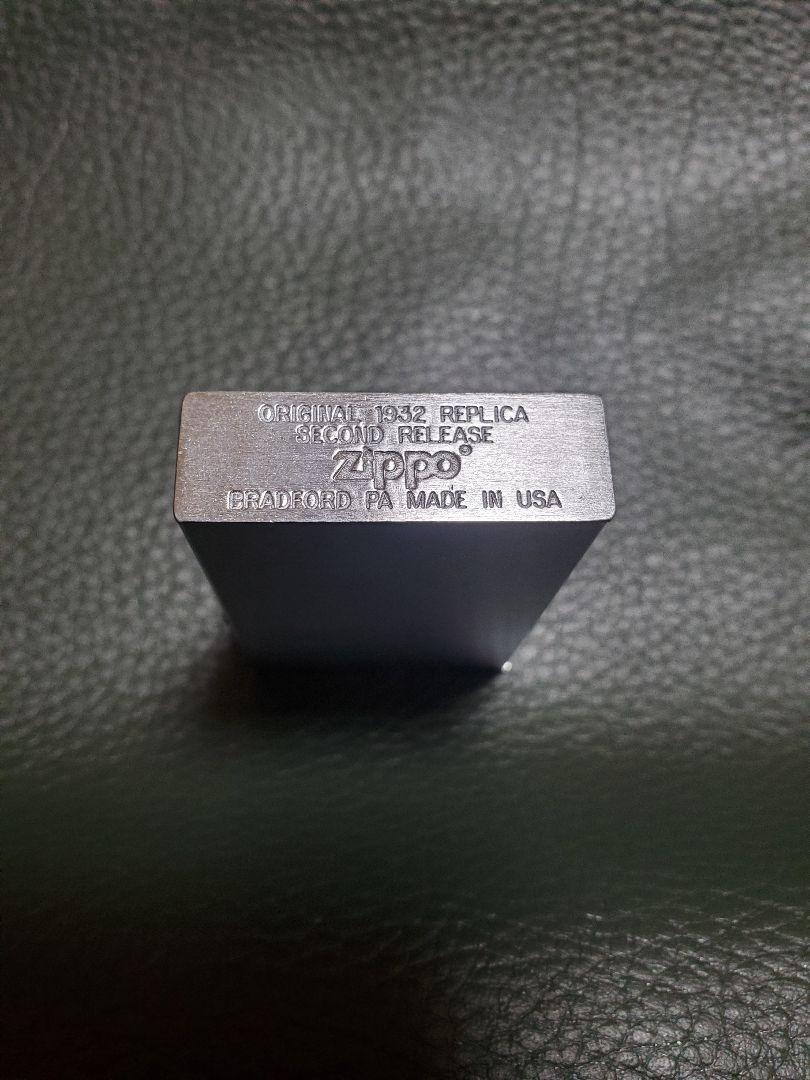 ORIGINAL 1932 REPLICA
SECOND RELEASE
Zippo®
BRADFORD PA MADE IN USA